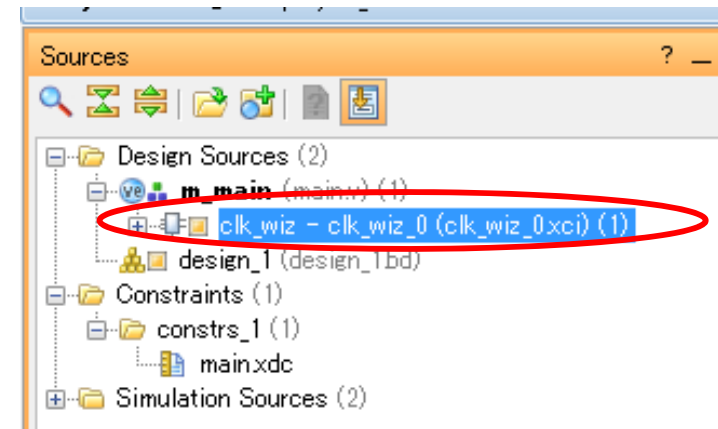 Sources ? _
Design Sources (2)
m_main (main.v) (1)
clk_wiz - clk_wiz_0 (clk_wiz_0.xci) (1)
design_1 (design_1.bd)
Constraints (1)
constrs_1 (1)
main.xdc
Simulation Sources (2)